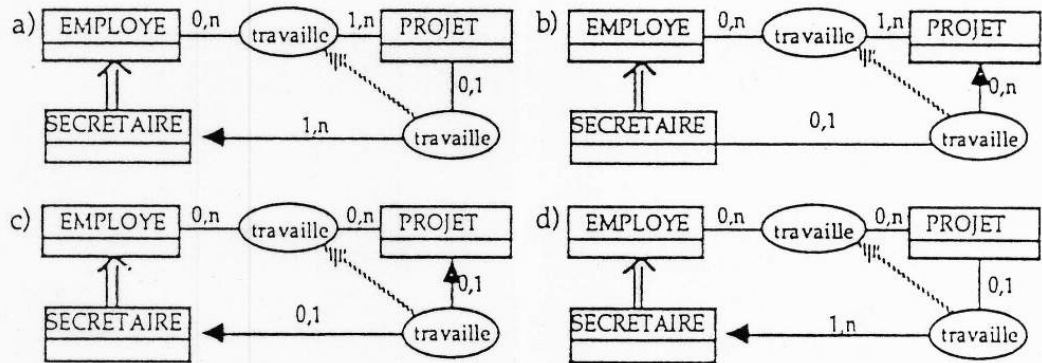 a) EMPLOYE 0,n travaille 1,n PROJET
0,1
SECRETAIRE 1,n travaille
b) EMPLOYE 0,n travaille 1,n PROJET
0,n
SECRETAIRE 0,1 travaille
c) EMPLOYE 0,n travaille 0,n PROJET
0,1
SECRETAIRE 0,1 travaille
d) EMPLOYE 0,n travaille 0,n PROJET
0,1
SECRETAIRE 1,n travaille